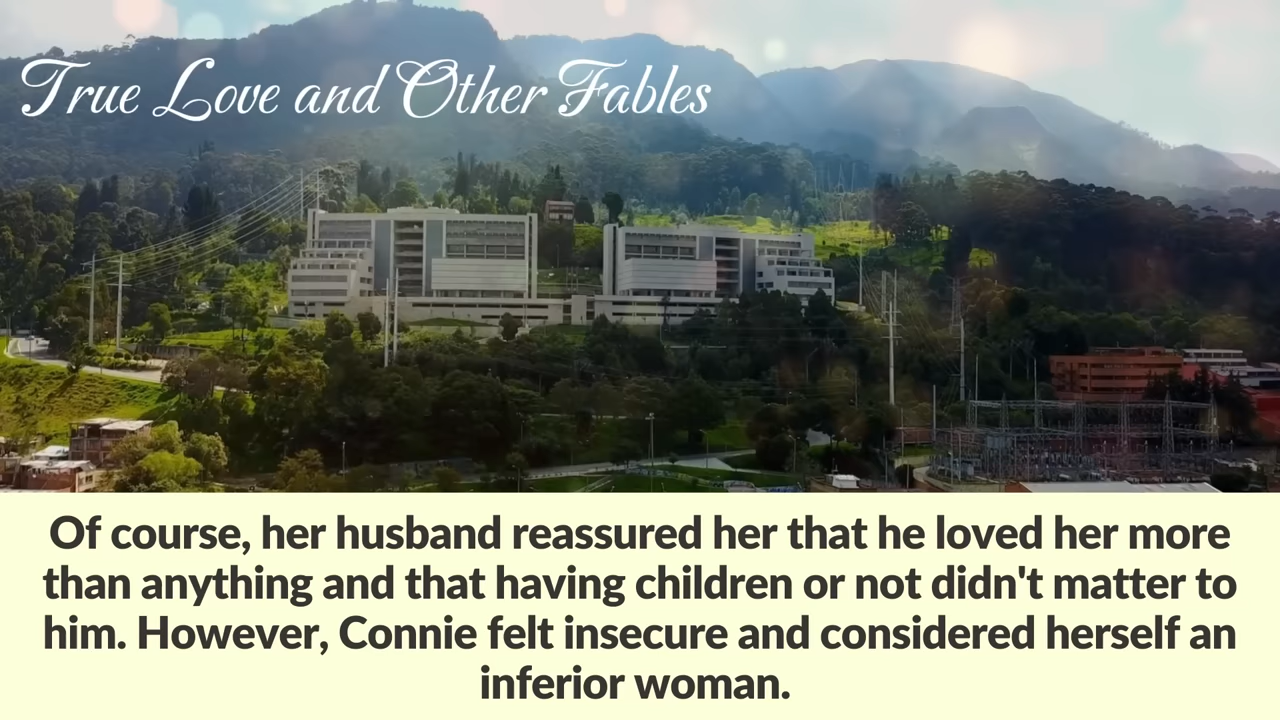 True Love and Other Fables
Of course, her husband reassured her that he loved her more
than anything and that having children or not didn't matter to
him. However, Connie felt insecure and considered herself an
inferior woman.